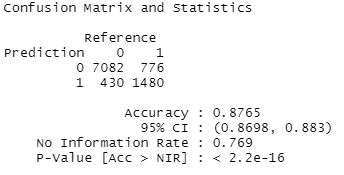 Confusion Matrix and Statistics
Reference
Prediction 0 1
0 7082 776
1 430 1480
Accuracy : 0.8765
95% CI : (0.8698, 0.883)
No Information Rate : 0.769
P-Value [Acc > NIR] : < 2.2e-16